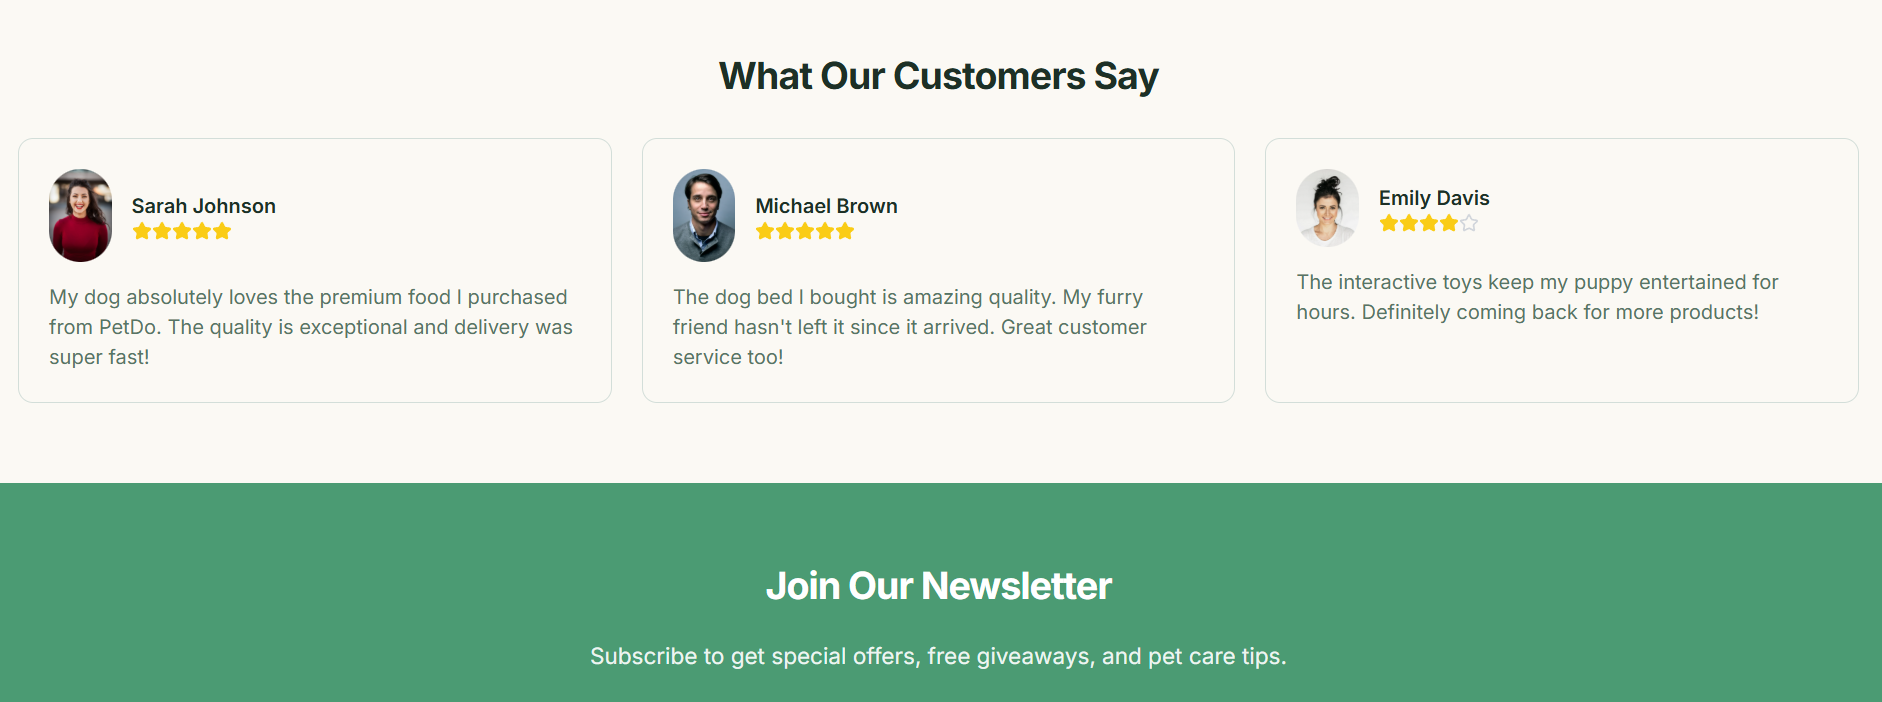 What Our Customers Say
Sarah Johnson
My dog absolutely loves the premium food I purchased
from PetDo. The quality is exceptional and delivery was
super fast!
Michael Brown
The dog bed I bought is amazing quality. My furry
friend hasn't left it since it arrived. Great customer
service too!
Emily Davis
The interactive toys keep my puppy entertained for
hours. Definitely coming back for more products!
Join Our Newsletter
Subscribe to get special offers, free giveaways, and pet care tips.